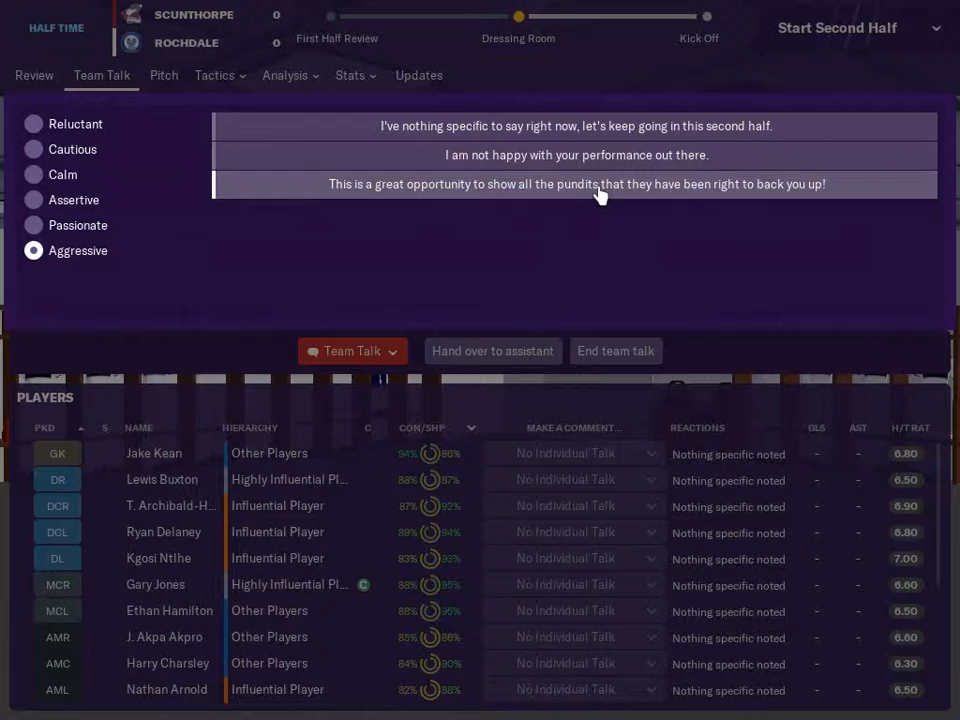 HALF TIME
SCUNTHORPE 0
ROCHDALE 0
First Half Review Dressing Room Kick Off
Start Second Half
Review Team Talk Pitch Tactics Analysis Stats Updates
Reluctant
Cautious
Calm
Assertive
Passionate
Aggressive
I've nothing specific to say right now, let's keep going in this second half.
I am not happy with your performance out there.
This is a great opportunity to show all the pundits that they have been right to back you up!
Team Talk Hand over to assistant End team talk
PLAYERS
PKD S NAME HIERARCHY C CON/SHP MAKE A COMMENT... REACTIONS GLS AST H/T RAT
GK Jake Kean Other Players 94% 86% No Individual Talk Nothing specific noted - - 6.80
DR Lewis Buxton Highly Influential Pl... 88% 87% No Individual Talk Nothing specific noted - - 6.50
DCR T. Archibald-H... Influential Player 87% 92% No Individual Talk Nothing specific noted - - 6.90
DCL Ryan Delaney Influential Player 89% 94% No Individual Talk Nothing specific noted - - 6.80
DL Kgosi Ntlhe Influential Player 83% 93% No Individual Talk Nothing specific noted - - 7.00
MCR Gary Jones Highly Influential Pl... C 88% 95% No Individual Talk Nothing specific noted - - 6.60
MCL Ethan Hamilton Other Players 88% 95% No Individual Talk Nothing specific noted - - 6.50
AMR J. Akpa Akpro Other Players 85% 86% No Individual Talk Nothing specific noted - - 6.60
AMC Harry Charsley Other Players 84% 90% No Individual Talk Nothing specific noted - - 6.30
AML Nathan Arnold Influential Player 82% 88% No Individual Talk Nothing specific noted - - 6.50